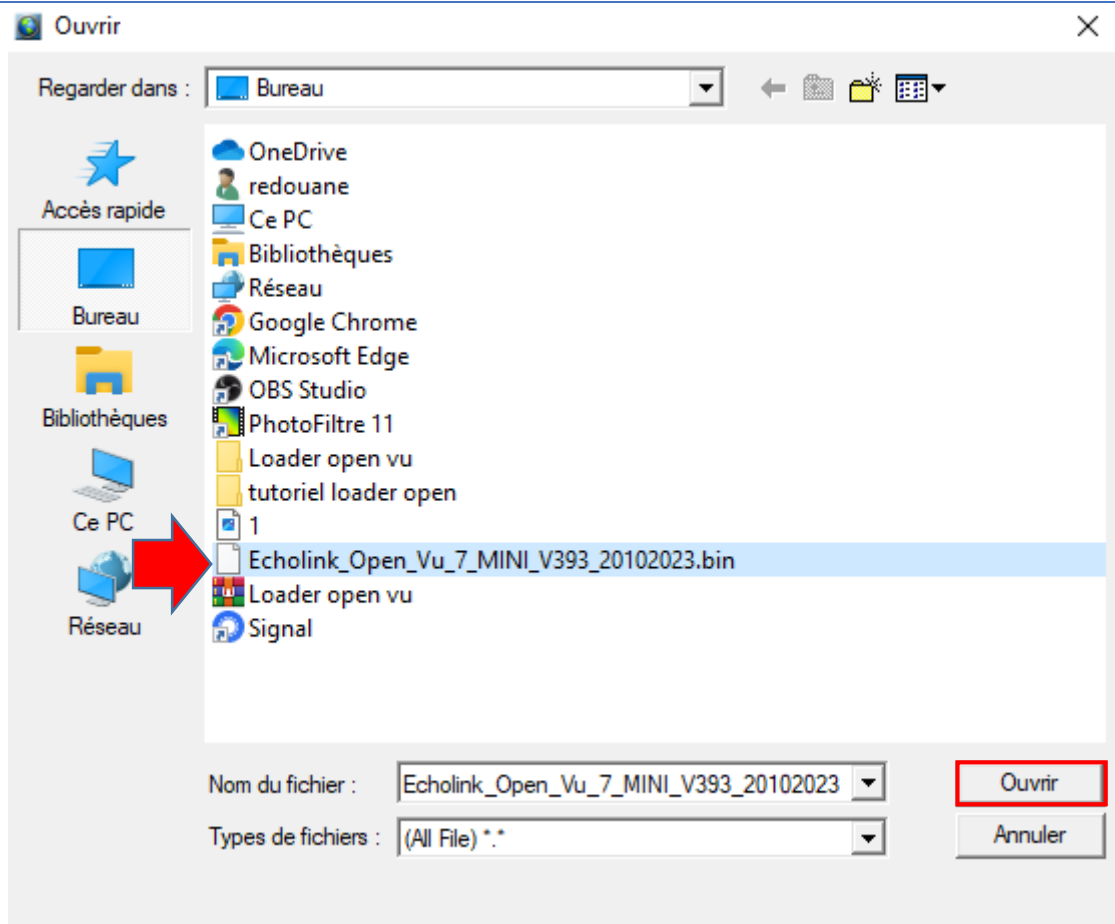 Ouvrir
Regarder dans :
Bureau
Accès rapide
Bureau
Bibliothèques
Ce PC
Réseau
OneDrive
redouane
Ce PC
Bibliothèques
Réseau
Google Chrome
Microsoft Edge
OBS Studio
PhotoFiltre 11
Loader open vu
tutoriel loader open
1
Echolink_Open_Vu_7_MINI_V393_20102023.bin
Loader open vu
Signal
Nom du fichier :
Echolink_Open_Vu_7_MINI_V393_20102023
Ouvrir
Types de fichiers :
(All File) *.*
Annuler